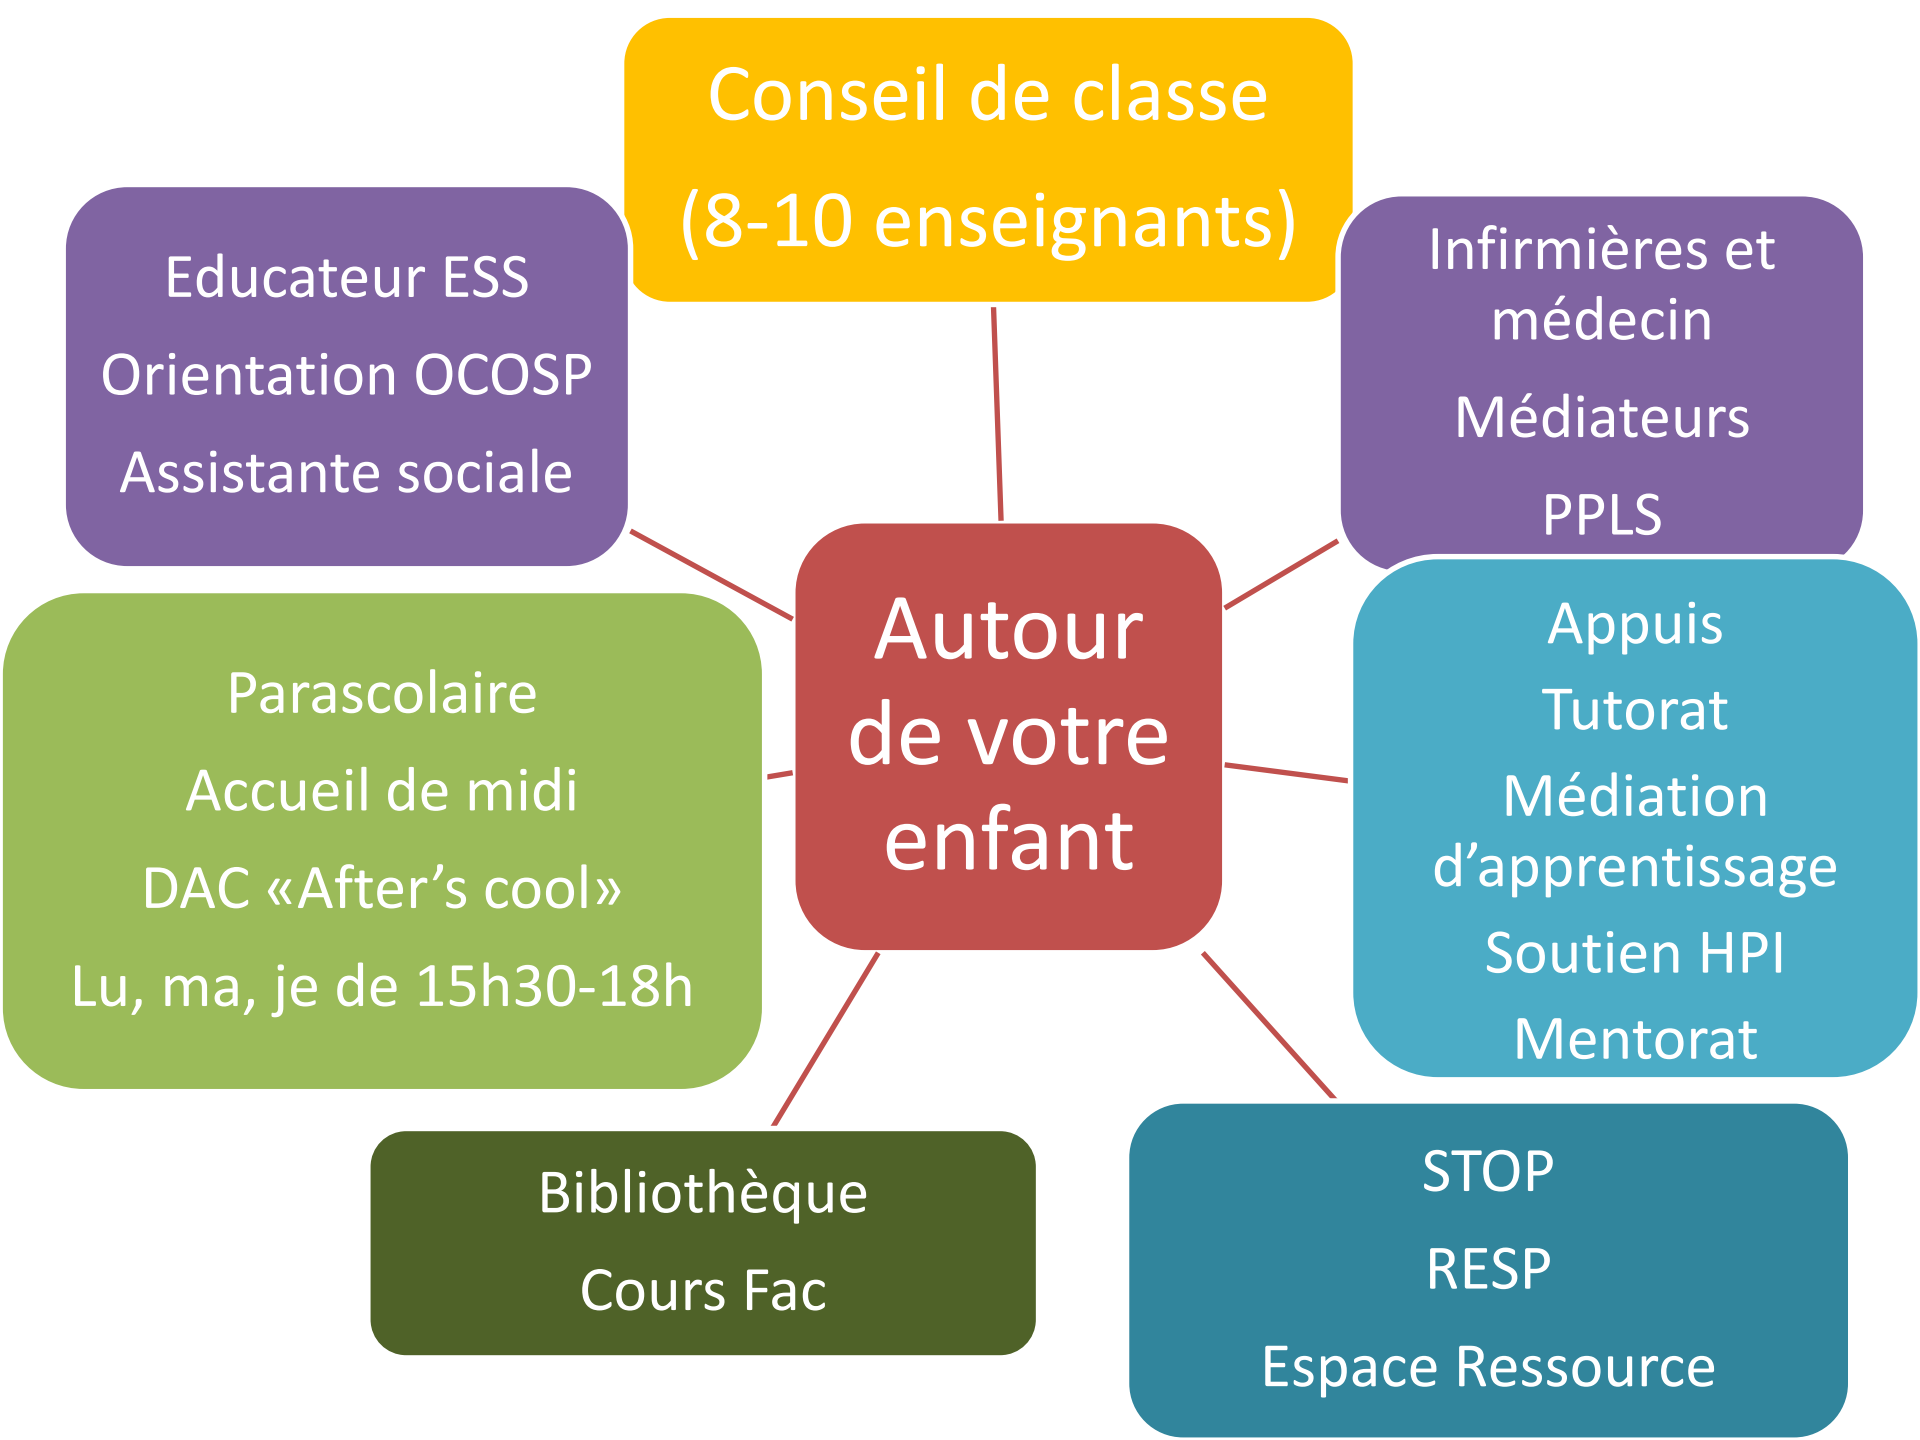 Conseil de classe
(8-10 enseignants)
Educateur ESS
Orientation OCOSP
Assistante sociale
Infirmières et
médecin
Médiateurs
PPLS
Autour
de votre
enfant
Parascolaire
Accueil de midi
DAC «After’s cool»
Lu, ma, je de 15h30-18h
Appuis
Tutorat
Médiation
d’apprentissage
Soutien HPI
Mentorat
Bibliothèque
Cours Fac
STOP
RESP
Espace Ressource